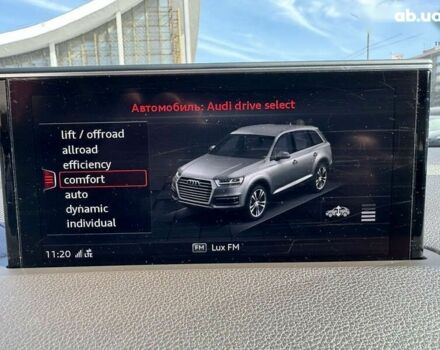 ab.ua
Автомобиль: Audi drive select
lift / offroad
allroad
efficiency
comfort
auto
dynamic
individual
11:20 LTE
FM Lux FM